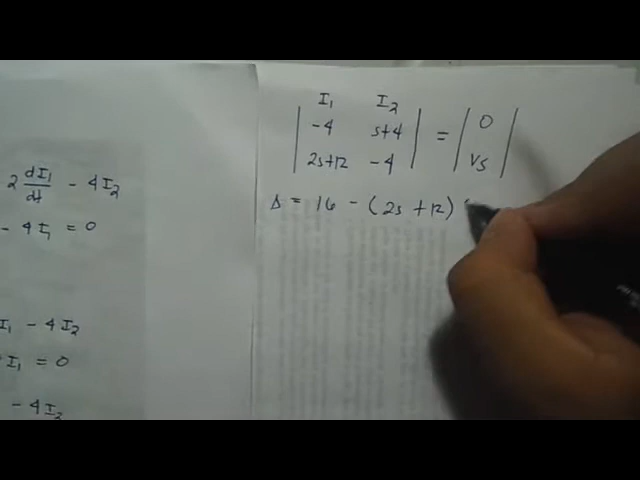 2 dI₁/dt - 4I₂
- 4I₁ = 0
I₁ - 4I₂
I₁ = 0
- 4I₂
I₁ I₂
| -4 s+4 | = | 0 |
| 2s+12 -4 | | Vs |
Δ = 16 - (2s + 12)